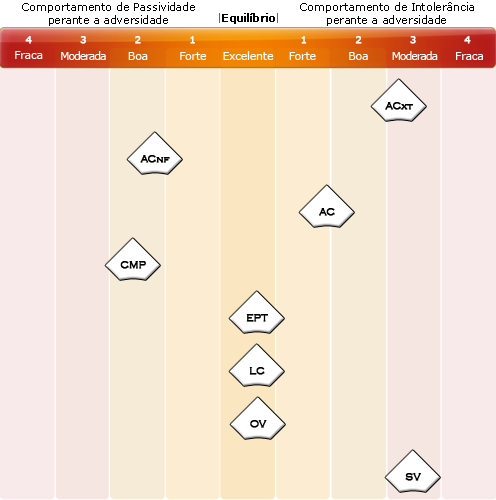 Comportamento de Passividade
perante a adversidade
|Equilíbrio|
Comportamento de Intolerância
perante a adversidade
4 3 2 1 1 2 3 4
Fraca Moderada Boa Forte Excelente Forte Boa Moderada Fraca
ACXT
ACNF
AC
CMP
EPT
LC
OV
SV